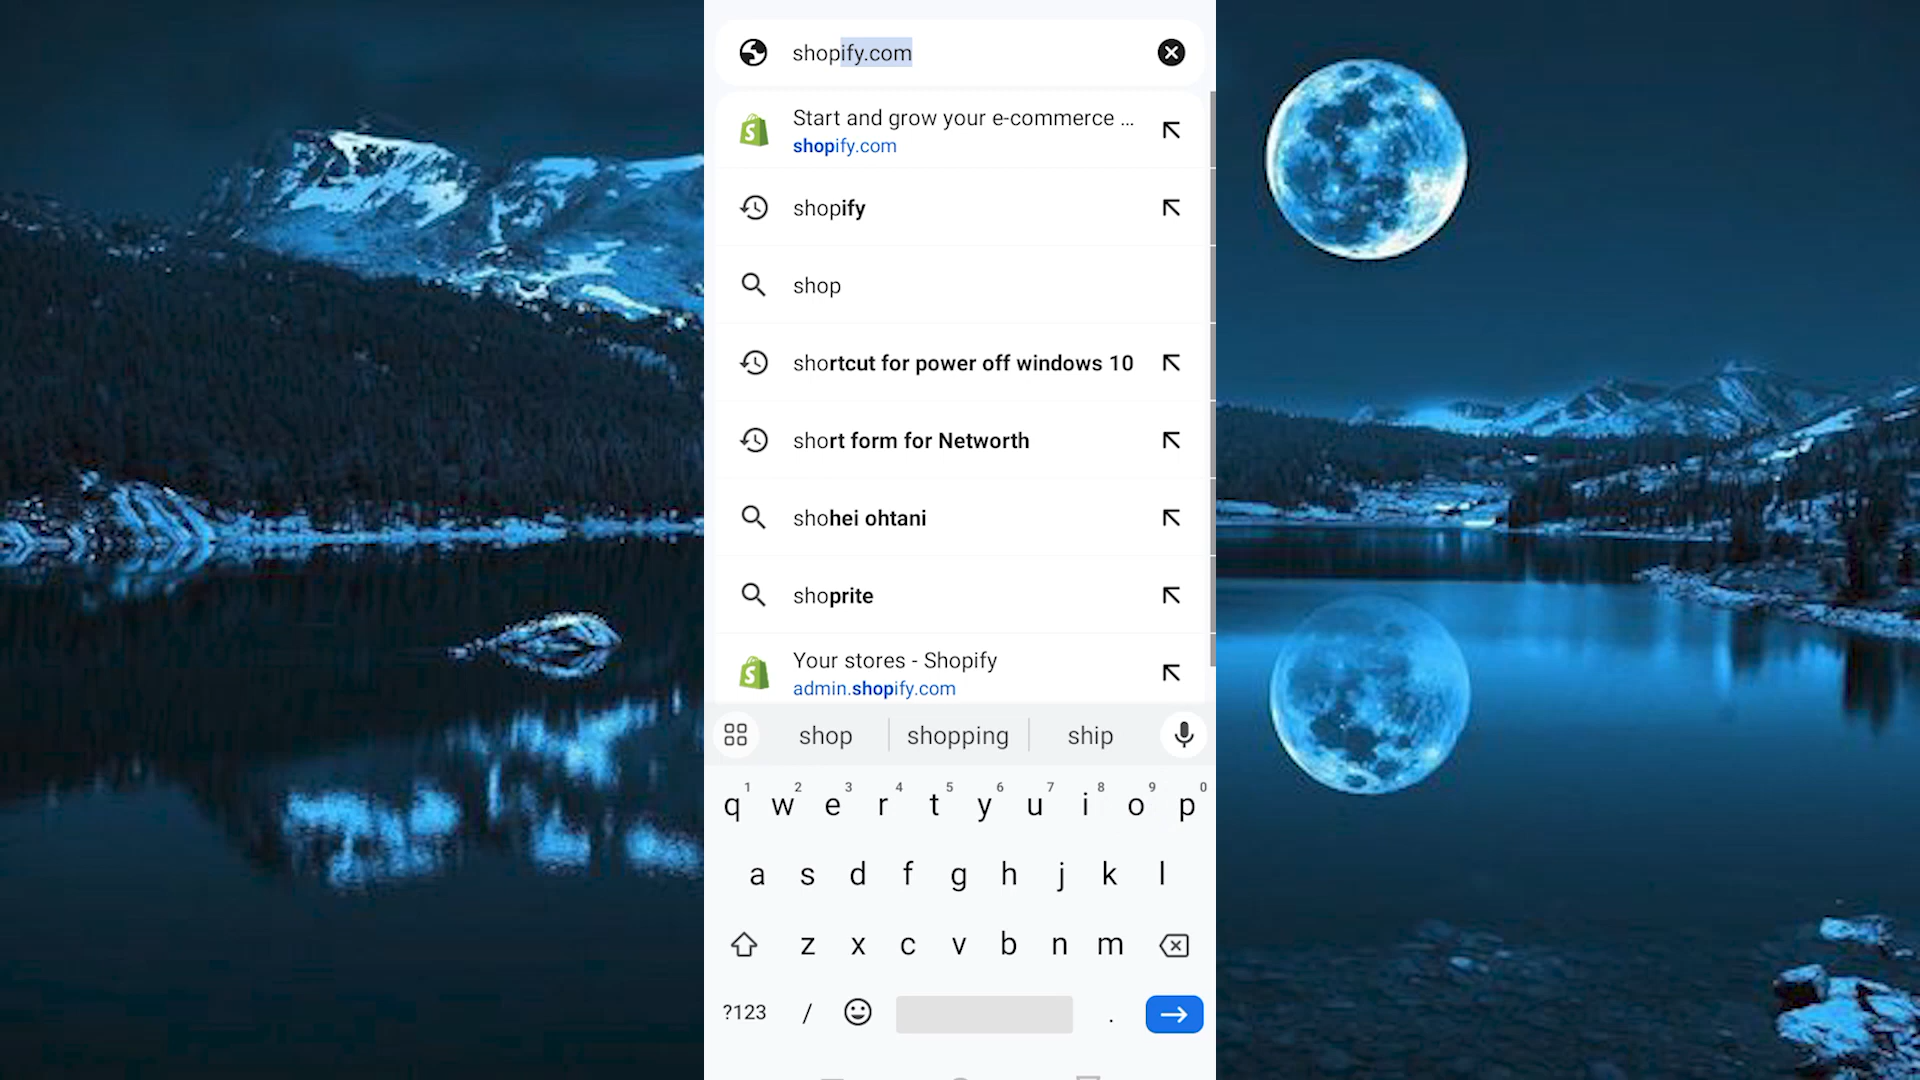 shopify.com
Start and grow your e-commerce ...
shopify.com
shopify
shop
shortcut for power off windows 10
short form for Networth
shohei ohtani
shoprite
Your stores - Shopify
admin.shopify.com
shop shopping ship
1 2 3 4 5 6 7 8 9 0
q w e r t y u i o p
a s d f g h j k l
z x c v b n m
?123 / .